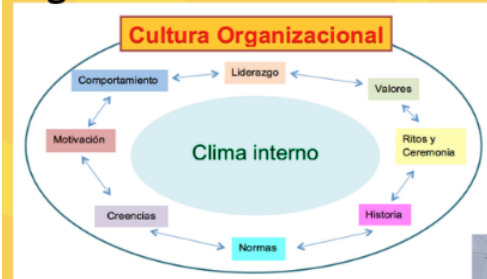 Cultura Organizacional
Liderazgo
Comportamiento
Valores
Motivación
Clima interno
Ritos y
Ceremonia
Creencias
Historia
Normas